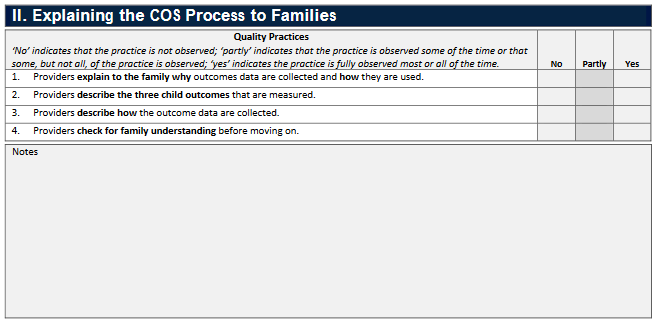 II. Explaining the COS Process to Families
Quality Practices
'No' indicates that the practice is not observed; 'partly' indicates that the practice is observed some of the time or that
some, but not all, of the practice is observed; 'yes' indicates the practice is fully observed most or all of the time.
No Partly Yes
1. Providers explain to the family why outcomes data are collected and how they are used.
2. Providers describe the three child outcomes that are measured.
3. Providers describe how the outcome data are collected.
4. Providers check for family understanding before moving on.
Notes